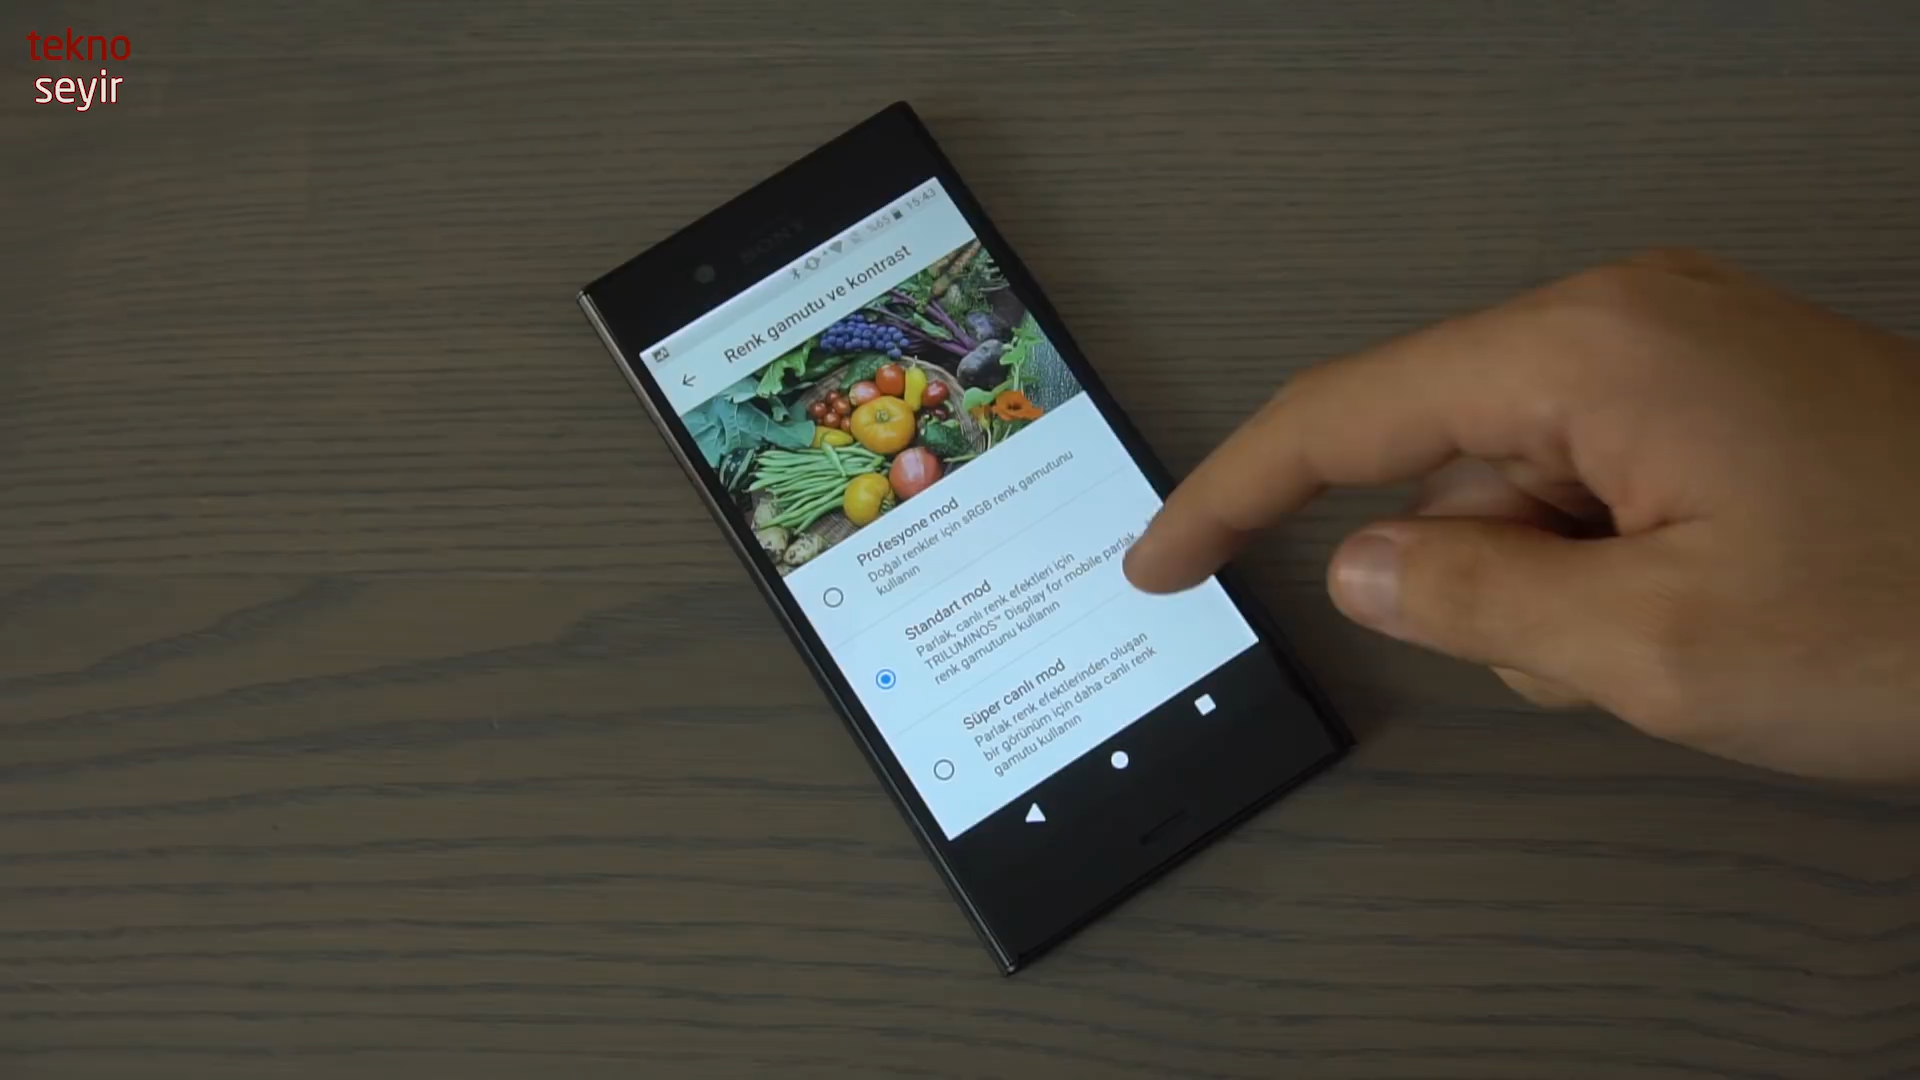 tekno
seyir
SONY
%65 15:43
Renk gamutu ve kontrast
Profesyone mod
Doğal renkler için sRGB renk gamutunu
kullanın
Standart mod
Parlak, canlı renk efektleri için
TRILUMINOS™ Display for mobile parlak
renk gamutunu kullanın
Süper canlı mod
Parlak renk efektlerinden oluşan
bir görünüm için daha canlı renk
gamutu kullanın